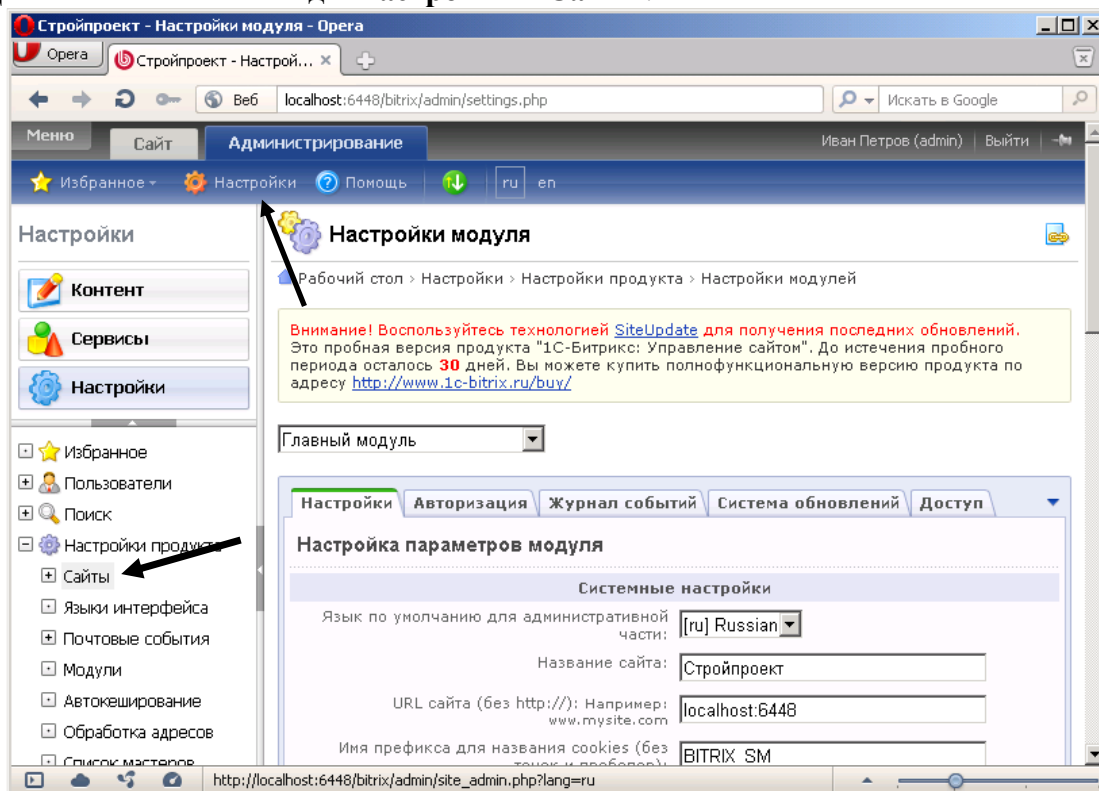 Стройпроект - Настройки модуля - Opera
Opera
Стройпроект - Настрой...
Веб
localhost:6448/bitrix/admin/settings.php
Искать в Google
Меню
Сайт
Администрирование
Иван Петров (admin)
Выйти
Избранное
Настройки
Помощь
ru
en
Настройки
Настройки модуля
Рабочий стол › Настройки › Настройки продукта › Настройки модулей
Контент
Сервисы
Настройки
Внимание! Воспользуйтесь технологией SiteUpdate для получения последних обновлений.
Это пробная версия продукта "1С-Битрикс: Управление сайтом". До истечения пробного
периода осталось 30 дней. Вы можете купить полнофункциональную версию продукта по
адресу http://www.1c-bitrix.ru/buy/
Главный модуль
Избранное
Пользователи
Поиск
Настройки продукта
Сайты
Языки интерфейса
Почтовые события
Модули
Автокеширование
Обработка адресов
Список мастеров
Настройки
Авторизация
Журнал событий
Система обновлений
Доступ
Настройка параметров модуля
Системные настройки
Язык по умолчанию для административной
части:
[ru] Russian
Название сайта:
Стройпроект
URL сайта (без http://): Например:
www.mysite.com
localhost:6448
Имя префикса для названия cookies (без
точек и пробелов):
BITRIX_SM
http://localhost:6448/bitrix/admin/site_admin.php?lang=ru